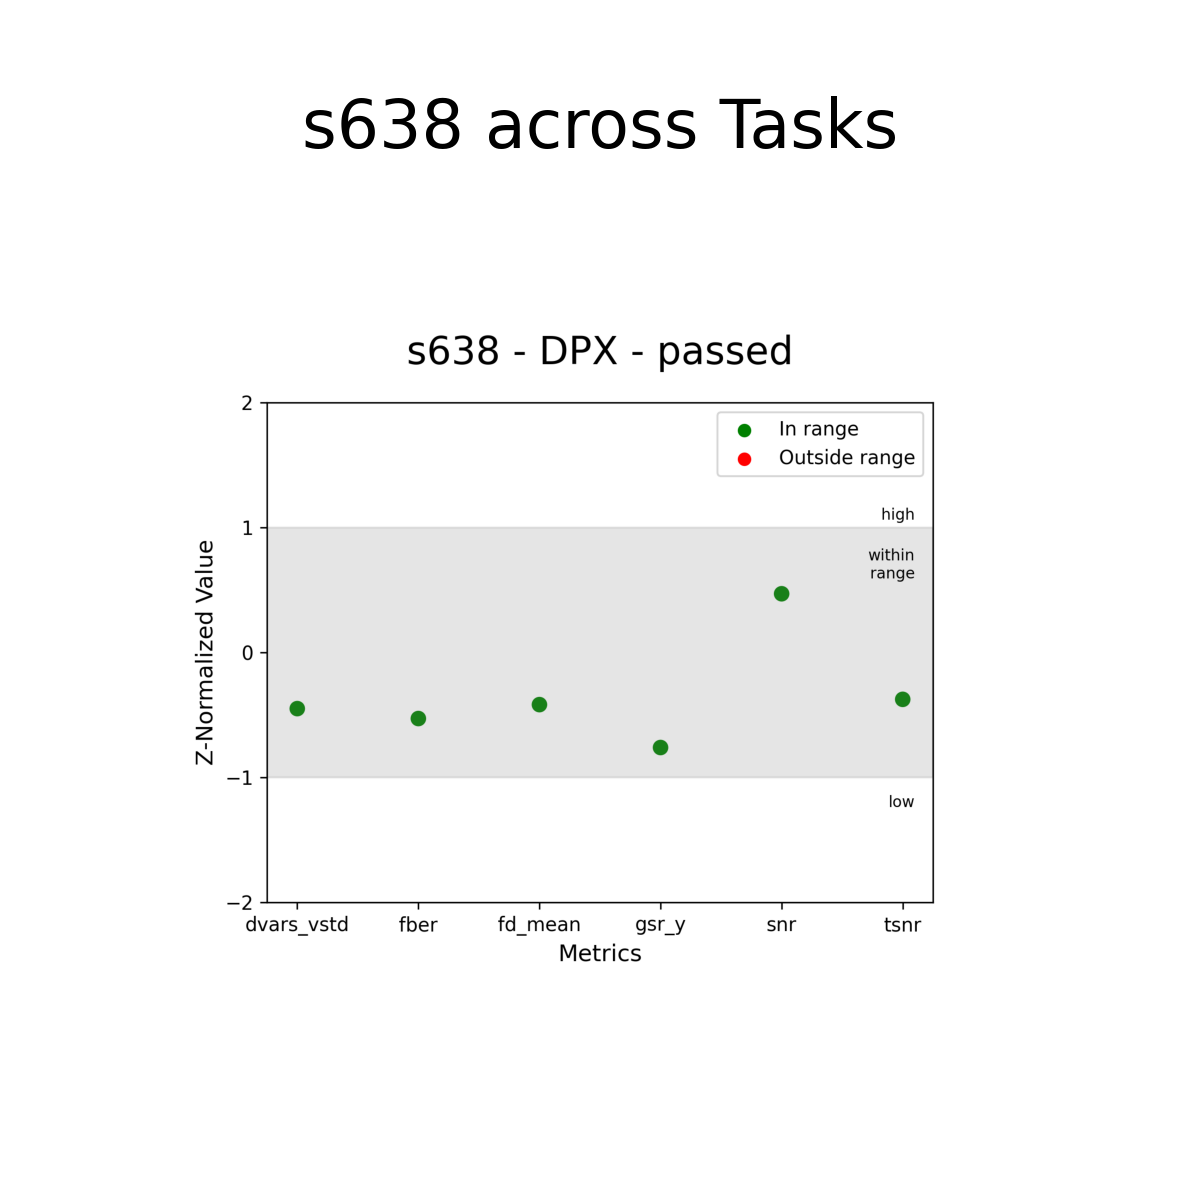 s638 across Tasks
s638 - DPX - passed
2
In range
Outside range
high
1
within
range
Z-Normalized Value
0
−1
low
−2
dvars_vstd fber fd_mean gsr_y snr tsnr
Metrics